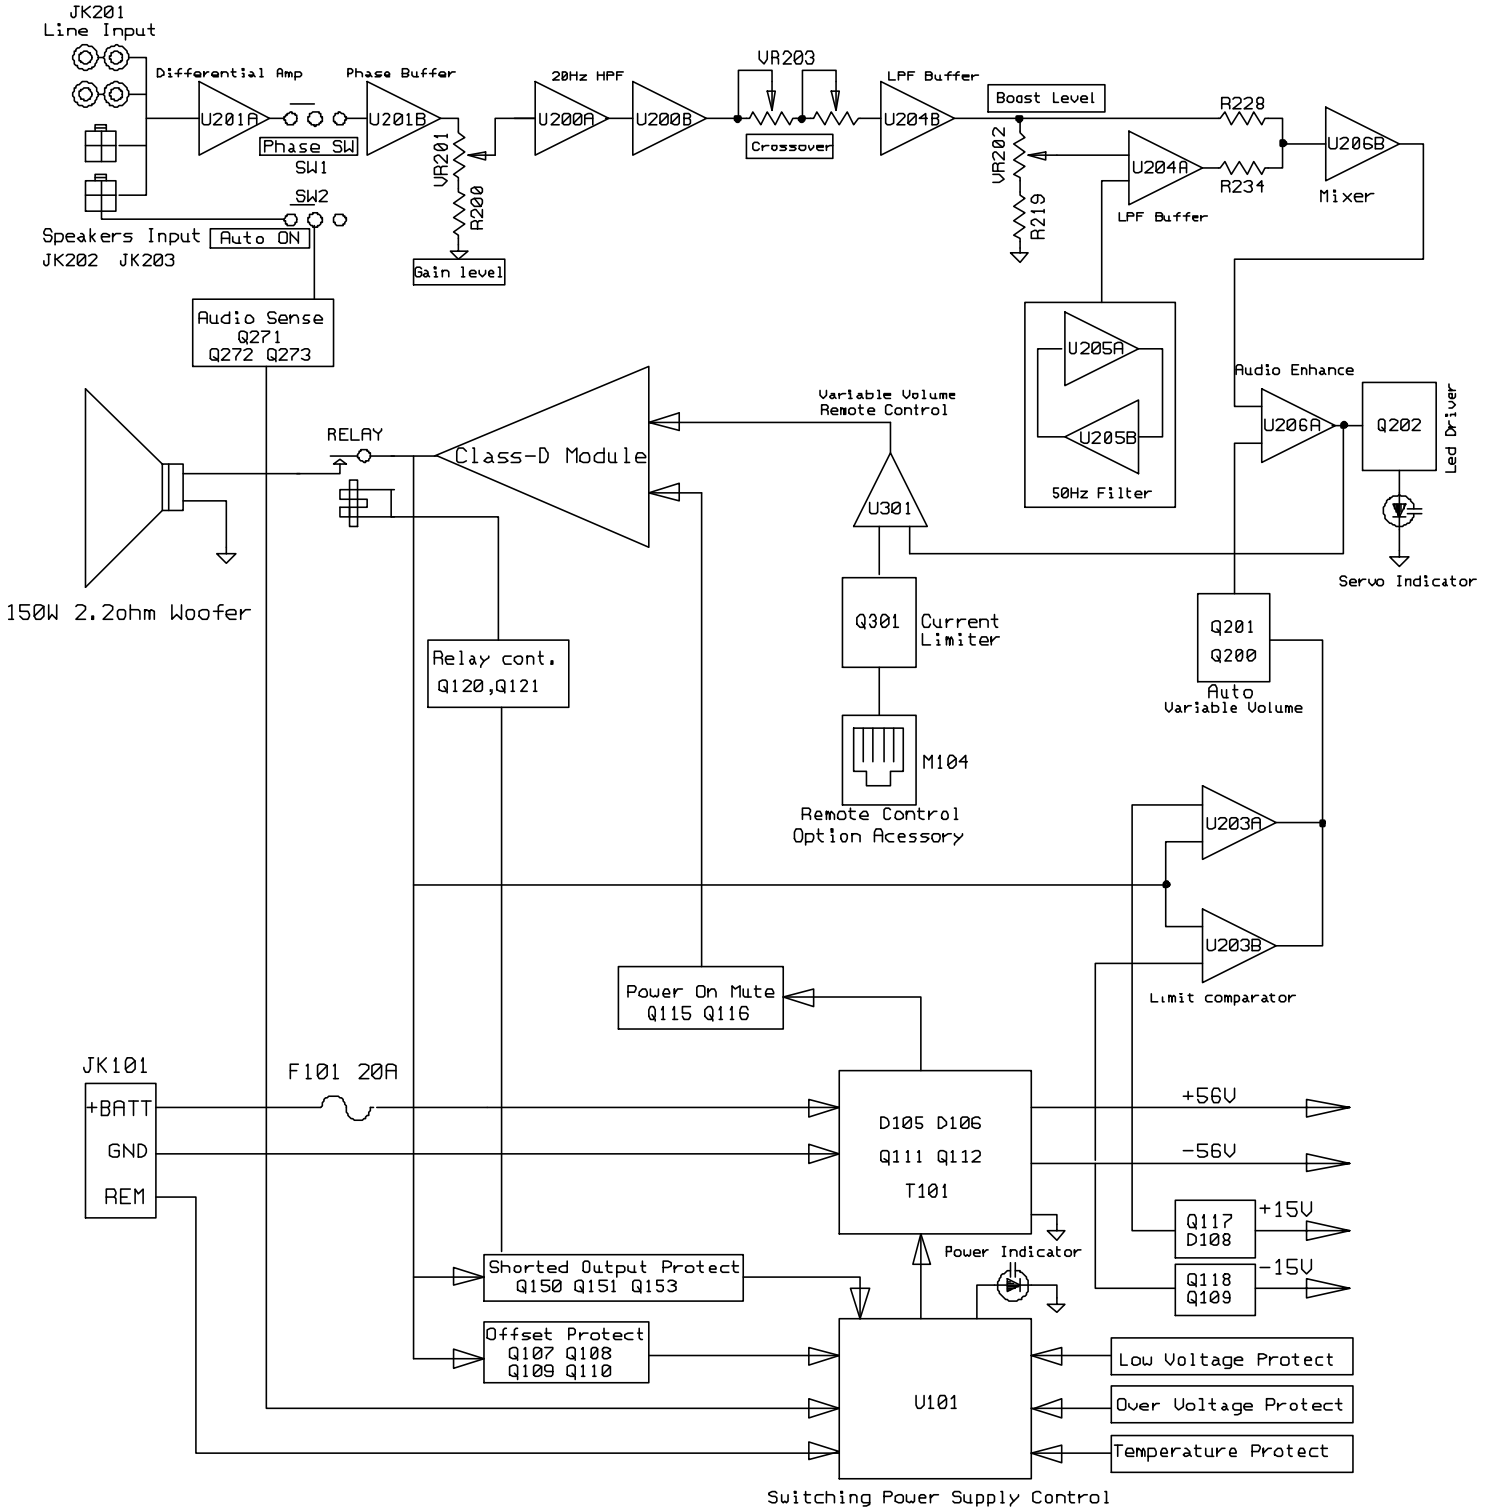 JK201
Line Input
Differential Amp
U201A
Phase SW
SW1
SW2
Speakers Input
JK202 JK203
Auto ON
Phase Buffer
U201B
VR201
R200
Gain level
20Hz HPF
U200A
U200B
VR203
Crossover
LPF Buffer
U204B
Boast Level
VR202
R219
U204A
LPF Buffer
R228
R234
U206B
Mixer
Audio Sense
Q271
Q272 Q273
U205A
U205B
50Hz Filter
Audio Enhance
U206A
Q202
Led Driver
Servo Indicator
RELAY
Class-D Module
Variable Volume
Remote Control
U301
150W 2.2ohm Woofer
Q301
Current
Limiter
Q201
Q200
Auto
Variable Volume
Relay cont.
Q120,Q121
M104
Remote Control
Option Acessory
U203A
U203B
Limit comparator
Power On Mute
Q115 Q116
JK101
+BATT
GND
REM
F101 20A
D105 D106
Q111 Q112
T101
+56V
-56V
Q117
D108
+15V
Q118
Q109
-15V
Power Indicator
Shorted Output Protect
Q150 Q151 Q153
Offset Protect
Q107 Q108
Q109 Q110
U101
Low Voltage Protect
Over Voltage Protect
Temperature Protect
Switching Power Supply Control